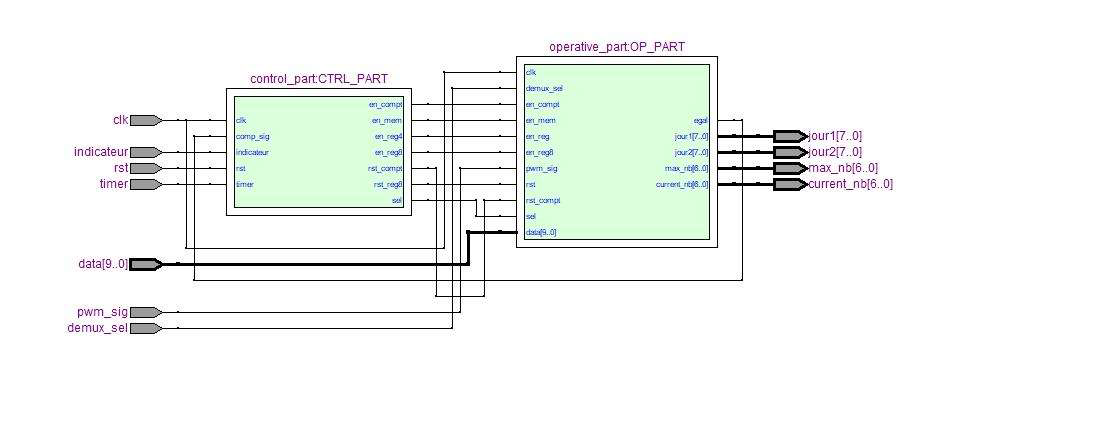 operative_part:OP_PART
control_part:CTRL_PART
clk
indicateur
rst
timer
data[9..0]
pwm_sig
demux_sel
clk
comp_sig
indicateur
rst
timer
en_compt
en_mem
en_reg4
en_reg8
rst_compt
rst_reg8
sel
clk
demux_sel
en_compt
en_mem
en_reg
en_reg8
pwm_sig
rst
rst_compt
sel
data[9..0]
egal
jour1[7..0]
jour2[7..0]
max_nb[6..0]
current_nb[6..0]
jour1[7..0]
jour2[7..0]
max_nb[6..0]
current_nb[6..0]